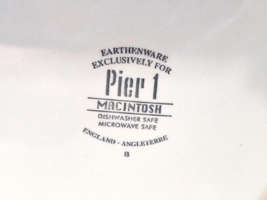 EARTHENWARE
EXCLUSIVELY FOR
Pier 1
MACINTOSH
DISHWASHER SAFE
MICROWAVE SAFE
ENGLAND · ANGLETERRE
8